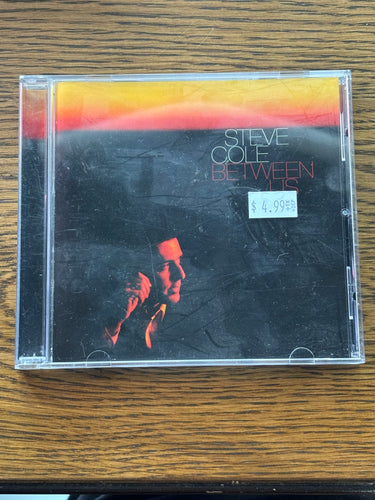 STEVE
COLE
BETWEEN
US
$ 4.99